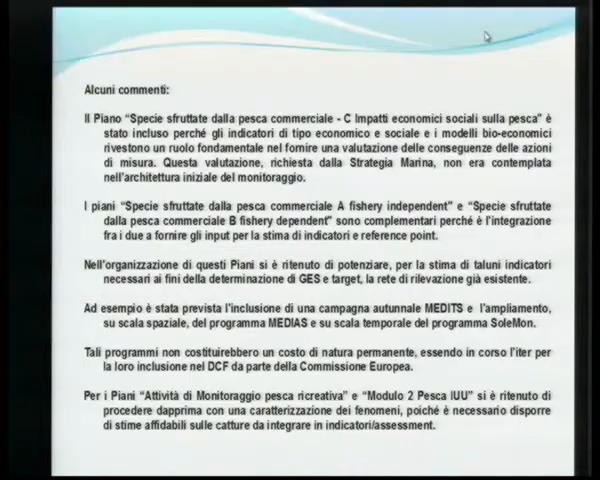 Alcuni commenti:
Il Piano "Specie sfruttate dalla pesca commerciale - C Impatti economici sociali sulla pesca" è
stato incluso perché gli indicatori di tipo economico e sociale e i modelli bio-economici
rivestono un ruolo fondamentale nel fornire una valutazione delle conseguenze delle azioni
di misura. Questa valutazione, richiesta dalla Strategia Marina, non era contemplata
nell'architettura iniziale del monitoraggio.
I piani "Specie sfruttate dalla pesca commerciale A fishery independent" e "Specie sfruttate
dalla pesca commerciale B fishery dependent" sono complementari perché è l'integrazione
fra i due a fornire gli input per la stima di indicatori e reference point.
Nell'organizzazione di questi Piani si è ritenuto di potenziare, per la stima di taluni indicatori
necessari ai fini della determinazione di GES e target, la rete di rilevazione già esistente.
Ad esempio è stata prevista l'inclusione di una campagna autunnale MEDITS e l'ampliamento,
su scala spaziale, del programma MEDIAS e su scala temporale del programma SoleMon.
Tali programmi non costituirebbero un costo di natura permanente, essendo in corso l'iter per
la loro inclusione nel DCF da parte della Commissione Europea.
Per i Piani "Attività di Monitoraggio pesca ricreativa" e "Modulo 2 Pesca IUU" si è ritenuto di
procedere dapprima con una caratterizzazione dei fenomeni, poiché è necessario disporre
di stime affidabili sulle catture da integrare in indicatori/assessment.